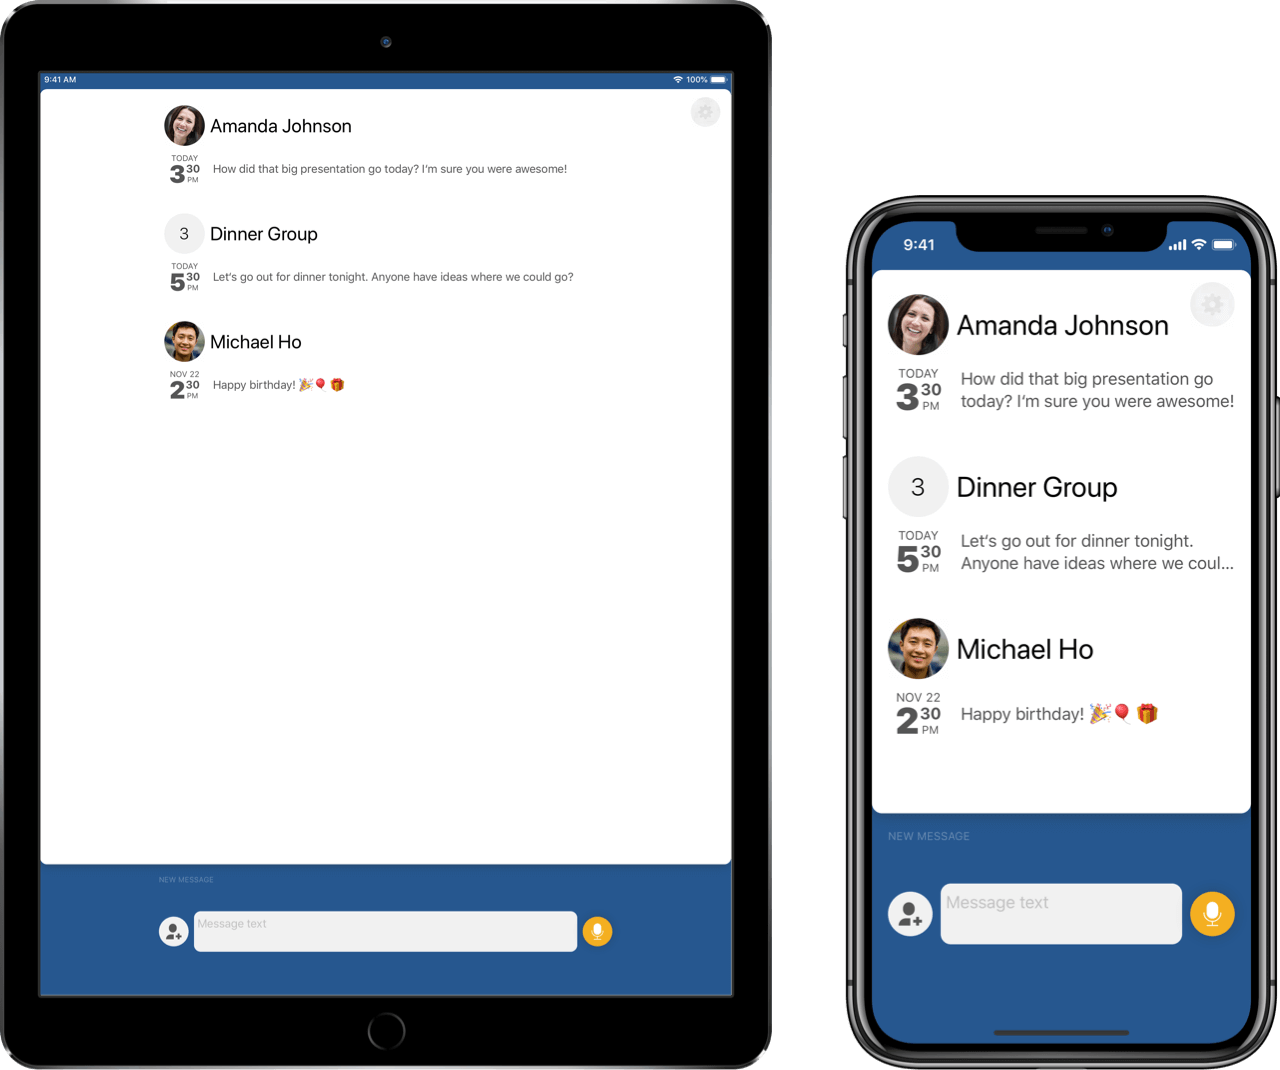 9:41 AM
100%
Amanda Johnson
TODAY
3 30 PM
How did that big presentation go today? I'm sure you were awesome!
3
Dinner Group
TODAY
5 30 PM
Let's go out for dinner tonight. Anyone have ideas where we could go?
Michael Ho
NOV 22
2 30 PM
Happy birthday! 🎉🎈🎁
NEW MESSAGE
Message text
9:41
Amanda Johnson
TODAY
3 30 PM
How did that big presentation go
today? I'm sure you were awesome!
3
Dinner Group
TODAY
5 30 PM
Let's go out for dinner tonight.
Anyone have ideas where we coul...
Michael Ho
NOV 22
2 30 PM
Happy birthday! 🎉🎈🎁
NEW MESSAGE
Message text